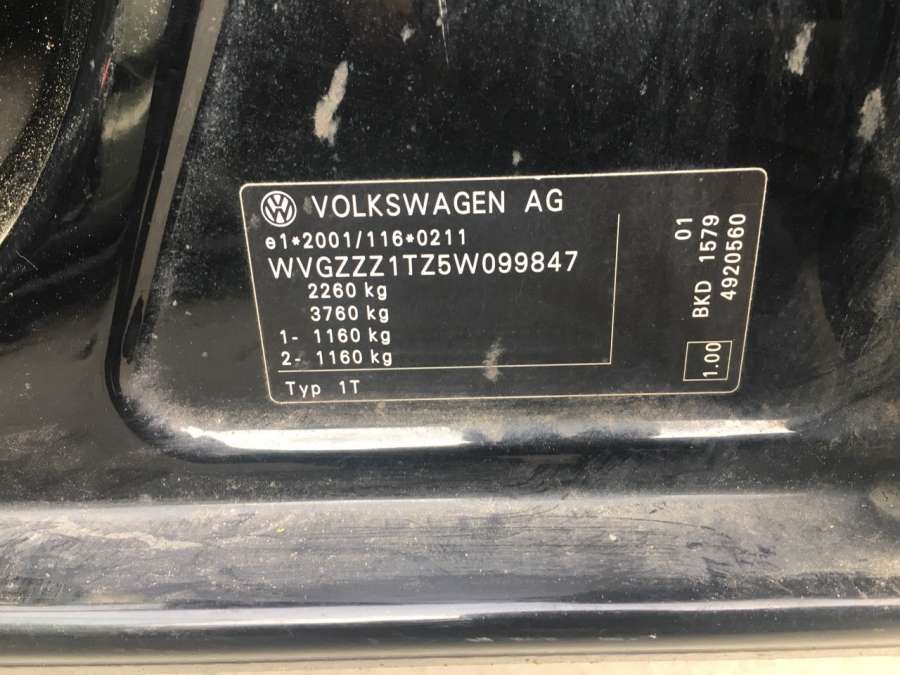 VOLKSWAGEN AG
e1*2001/116*0211
WVGZZZ1TZ5W099847
2260 kg
3760 kg
1- 1160 kg
2- 1160 kg
Typ 1T
01
BKD 1579
4920560
1.00